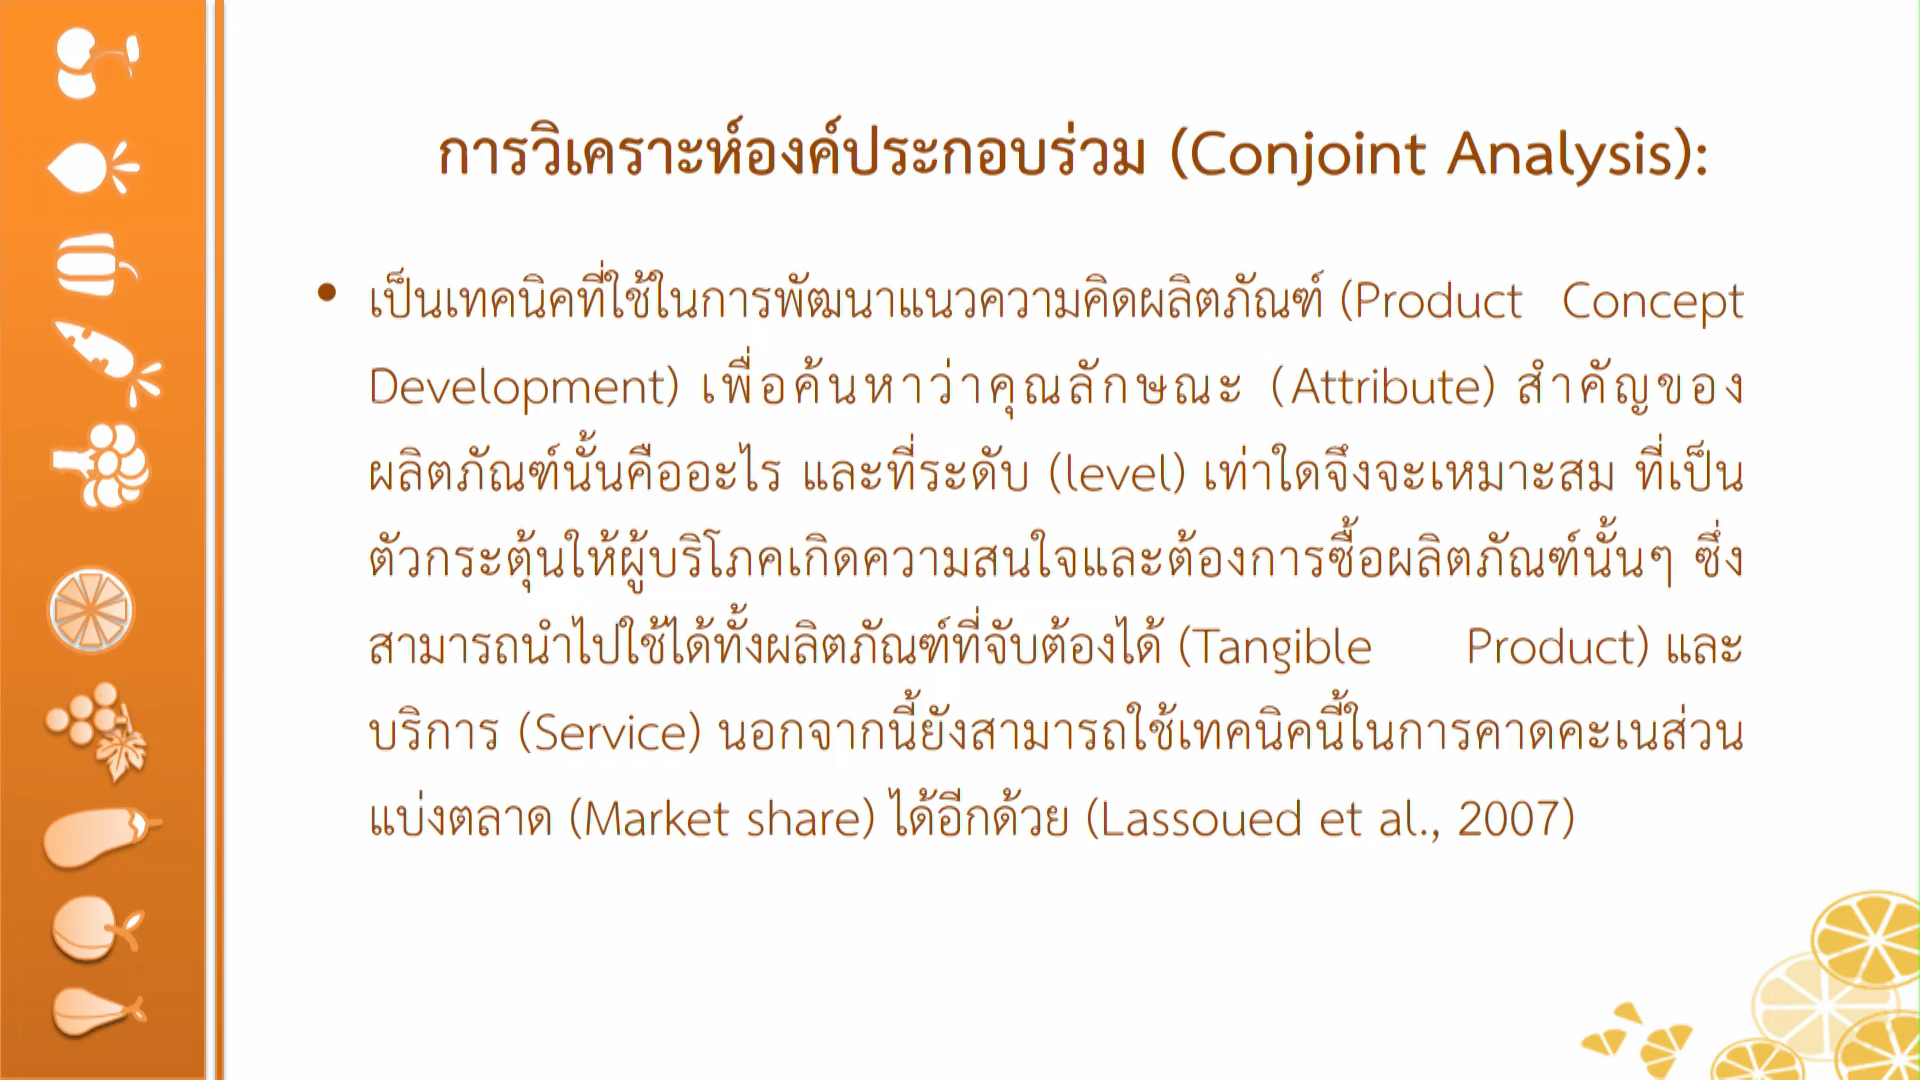 การวิเคราะห์องค์ประกอบร่วม (Conjoint Analysis):
• เป็นเทคนิคที่ใช้ในการพัฒนาแนวความคิดผลิตภัณฑ์ (Product Concept
Development) เพื่อค้นหาว่าคุณลักษณะ (Attribute) สำคัญของ
ผลิตภัณฑ์นั้นคืออะไร และที่ระดับ (level) เท่าใดจึงจะเหมาะสม ที่เป็น
ตัวกระตุ้นให้ผู้บริโภคเกิดความสนใจและต้องการซื้อผลิตภัณฑ์นั้นๆ ซึ่ง
สามารถนำไปใช้ได้ทั้งผลิตภัณฑ์ที่จับต้องได้ (Tangible Product) และ
บริการ (Service) นอกจากนี้ยังสามารถใช้เทคนิคนี้ในการคาดคะเนส่วน
แบ่งตลาด (Market share) ได้อีกด้วย (Lassoued et al., 2007)